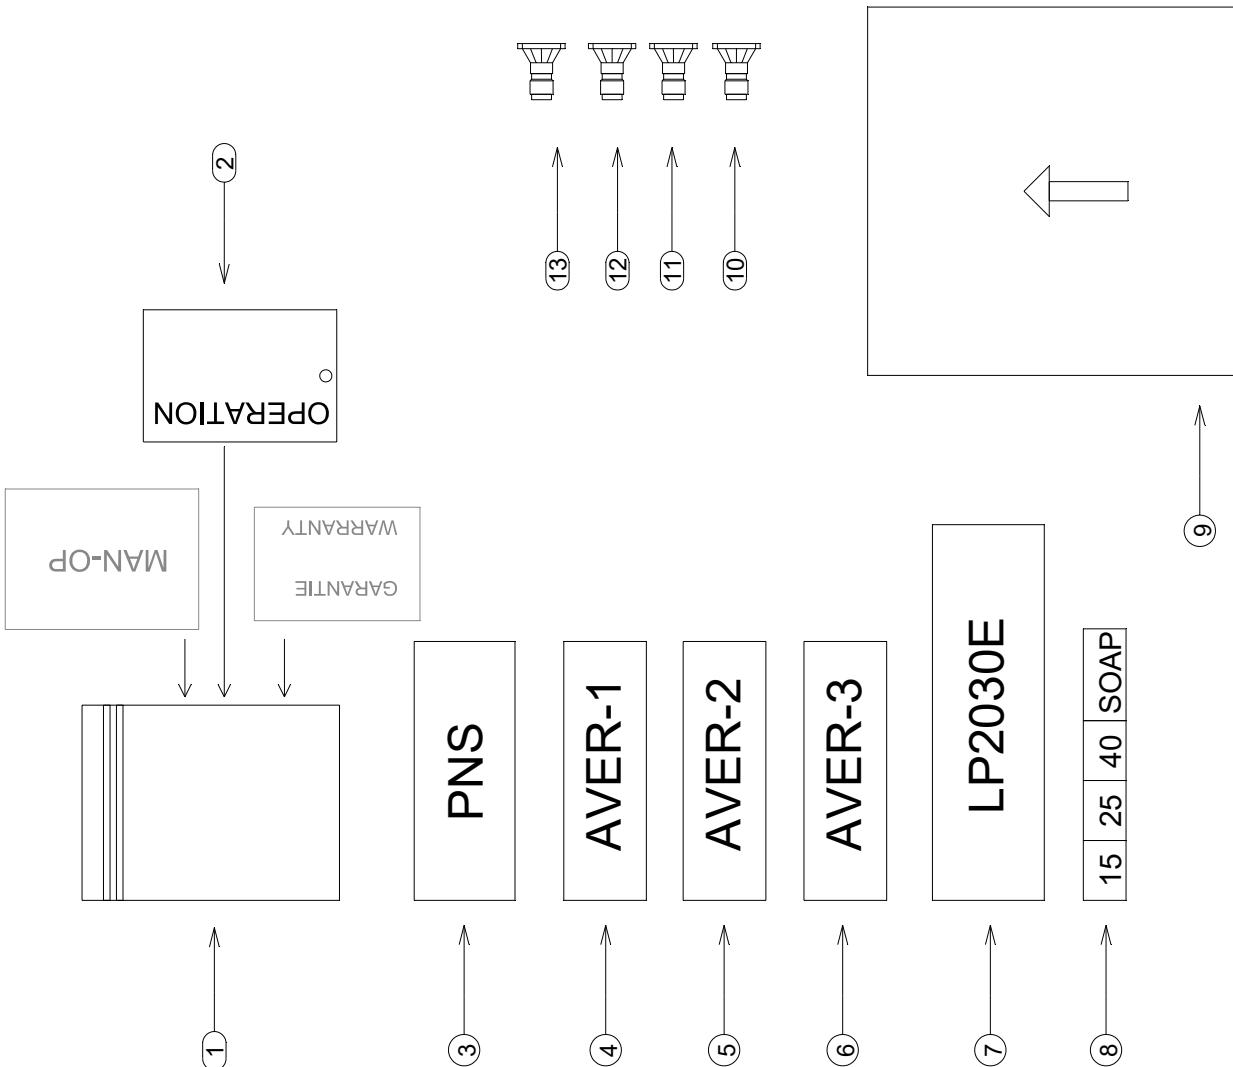 2
13
12
11
10
OPERATION
MAN-OP
WARRANTY
GARANTIE
9
PNS
AVER-1
AVER-2
AVER-3
LP2030E
15 25 40 SOAP
1
3
4
5
6
7
8